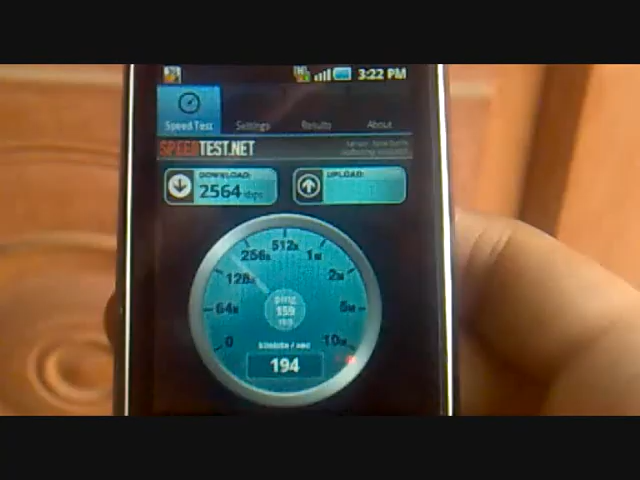 3:22 PM
Speed Test Settings Results About
SPEEDTEST.NET
DOWNLOAD: UPLOAD:
2564 kbps
512K
256K 1M
128K 2M
ping
64K 159 5M
ms
0 10M
kilobits / sec
194